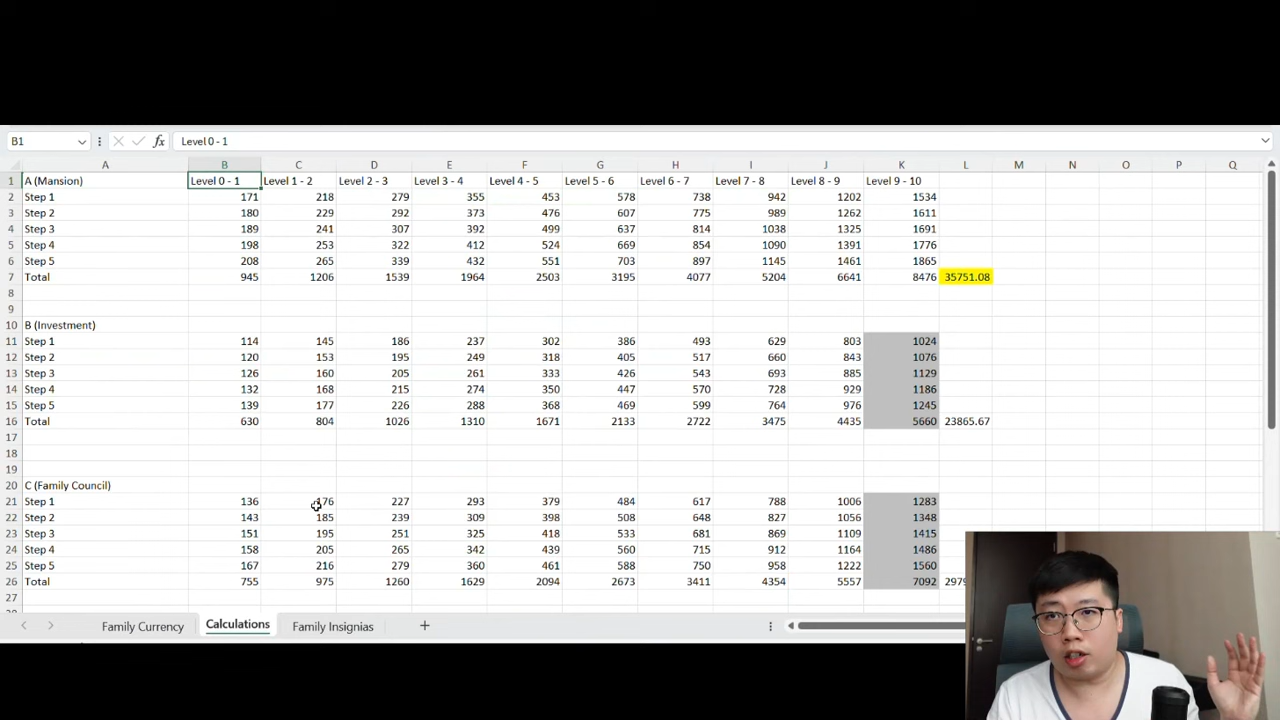 B1 Level 0 - 1
A B C D E F G H I J K L M N O P Q
1 A (Mansion) Level 0 - 1 Level 1 - 2 Level 2 - 3 Level 3 - 4 Level 4 - 5 Level 5 - 6 Level 6 - 7 Level 7 - 8 Level 8 - 9 Level 9 - 10
2 Step 1 171 218 279 355 453 578 738 942 1202 1534
3 Step 2 180 229 292 373 476 607 775 989 1262 1611
4 Step 3 189 241 307 392 499 637 814 1038 1325 1691
5 Step 4 198 253 322 412 524 669 854 1090 1391 1776
6 Step 5 208 265 339 432 551 703 897 1145 1461 1865
7 Total 945 1206 1539 1964 2503 3195 4077 5204 6641 8476 35751.08
8
9
10 B (Investment)
11 Step 1 114 145 186 237 302 386 493 629 803 1024
12 Step 2 120 153 195 249 318 405 517 660 843 1076
13 Step 3 126 160 205 261 333 426 543 693 885 1129
14 Step 4 132 168 215 274 350 447 570 728 929 1186
15 Step 5 139 177 226 288 368 469 599 764 976 1245
16 Total 630 804 1026 1310 1671 2133 2722 3475 4435 5660 23865.67
17
18
19
20 C (Family Council)
21 Step 1 136 176 227 293 379 484 617 788 1006 1283
22 Step 2 143 185 239 309 398 508 648 827 1056 1348
23 Step 3 151 195 251 325 418 533 681 869 1109 1415
24 Step 4 158 205 265 342 439 560 715 912 1164 1486
25 Step 5 167 216 279 360 461 588 750 958 1222 1560
26 Total 755 975 1260 1629 2094 2673 3411 4354 5557 7092
27
Family Currency Calculations Family Insignias